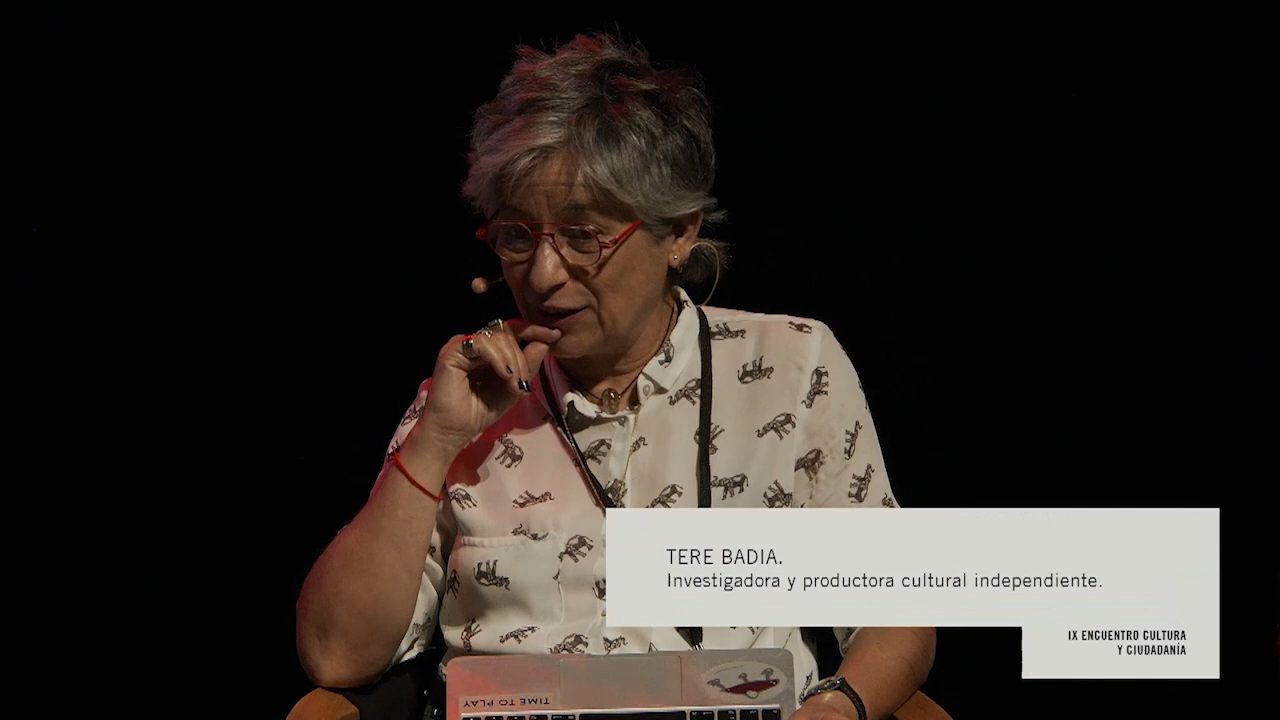 TERE BADIA.
Investigadora y productora cultural independiente.
IX ENCUENTRO CULTURA
Y CIUDADANÍA
TIME TO PLAY